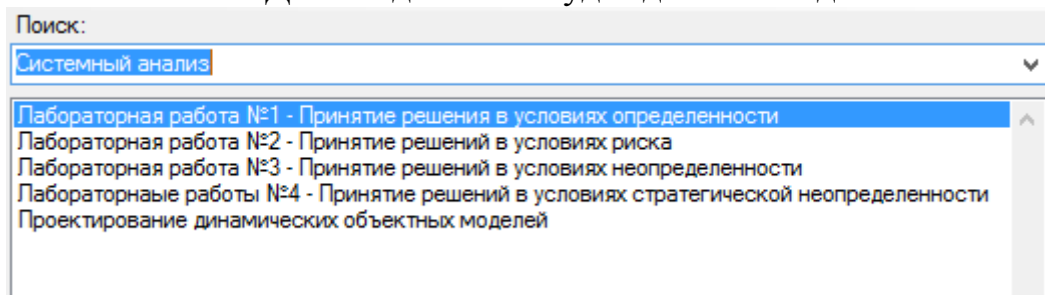 Поиск:
Системный анализ
Лабораторная работа №1 - Принятие решения в условиях определенности
Лабораторная работа №2 - Принятие решений в условиях риска
Лабораторная работа №3 - Принятие решений в условиях неопределенности
Лабораторнаые работы №4 - Принятие решений в условиях стратегической неопределенности
Проектирование динамических объектных моделей